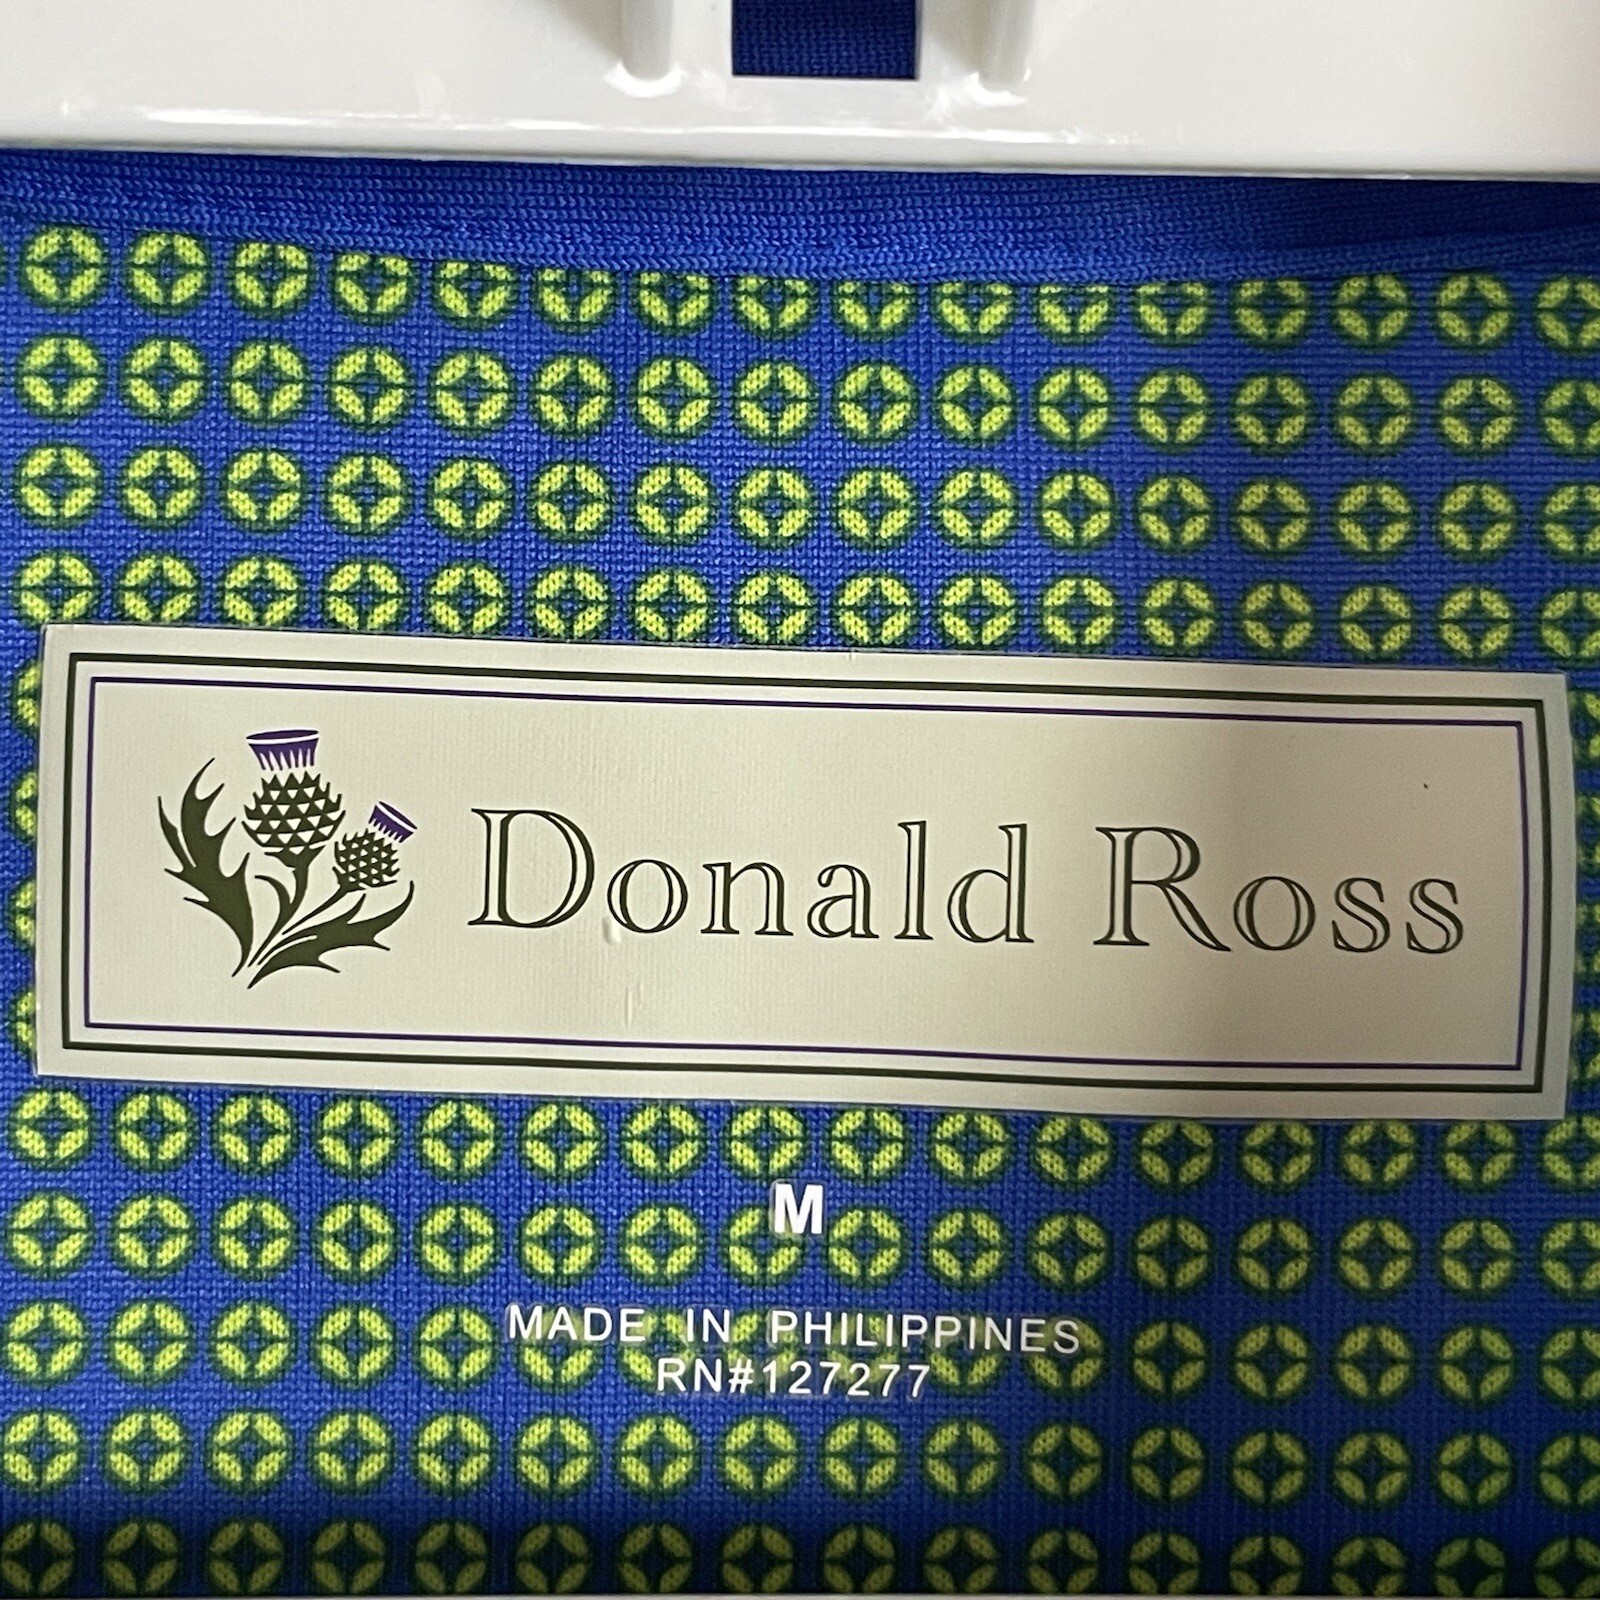 Donald Ross
M
MADE IN PHILIPPINES
RN#127277